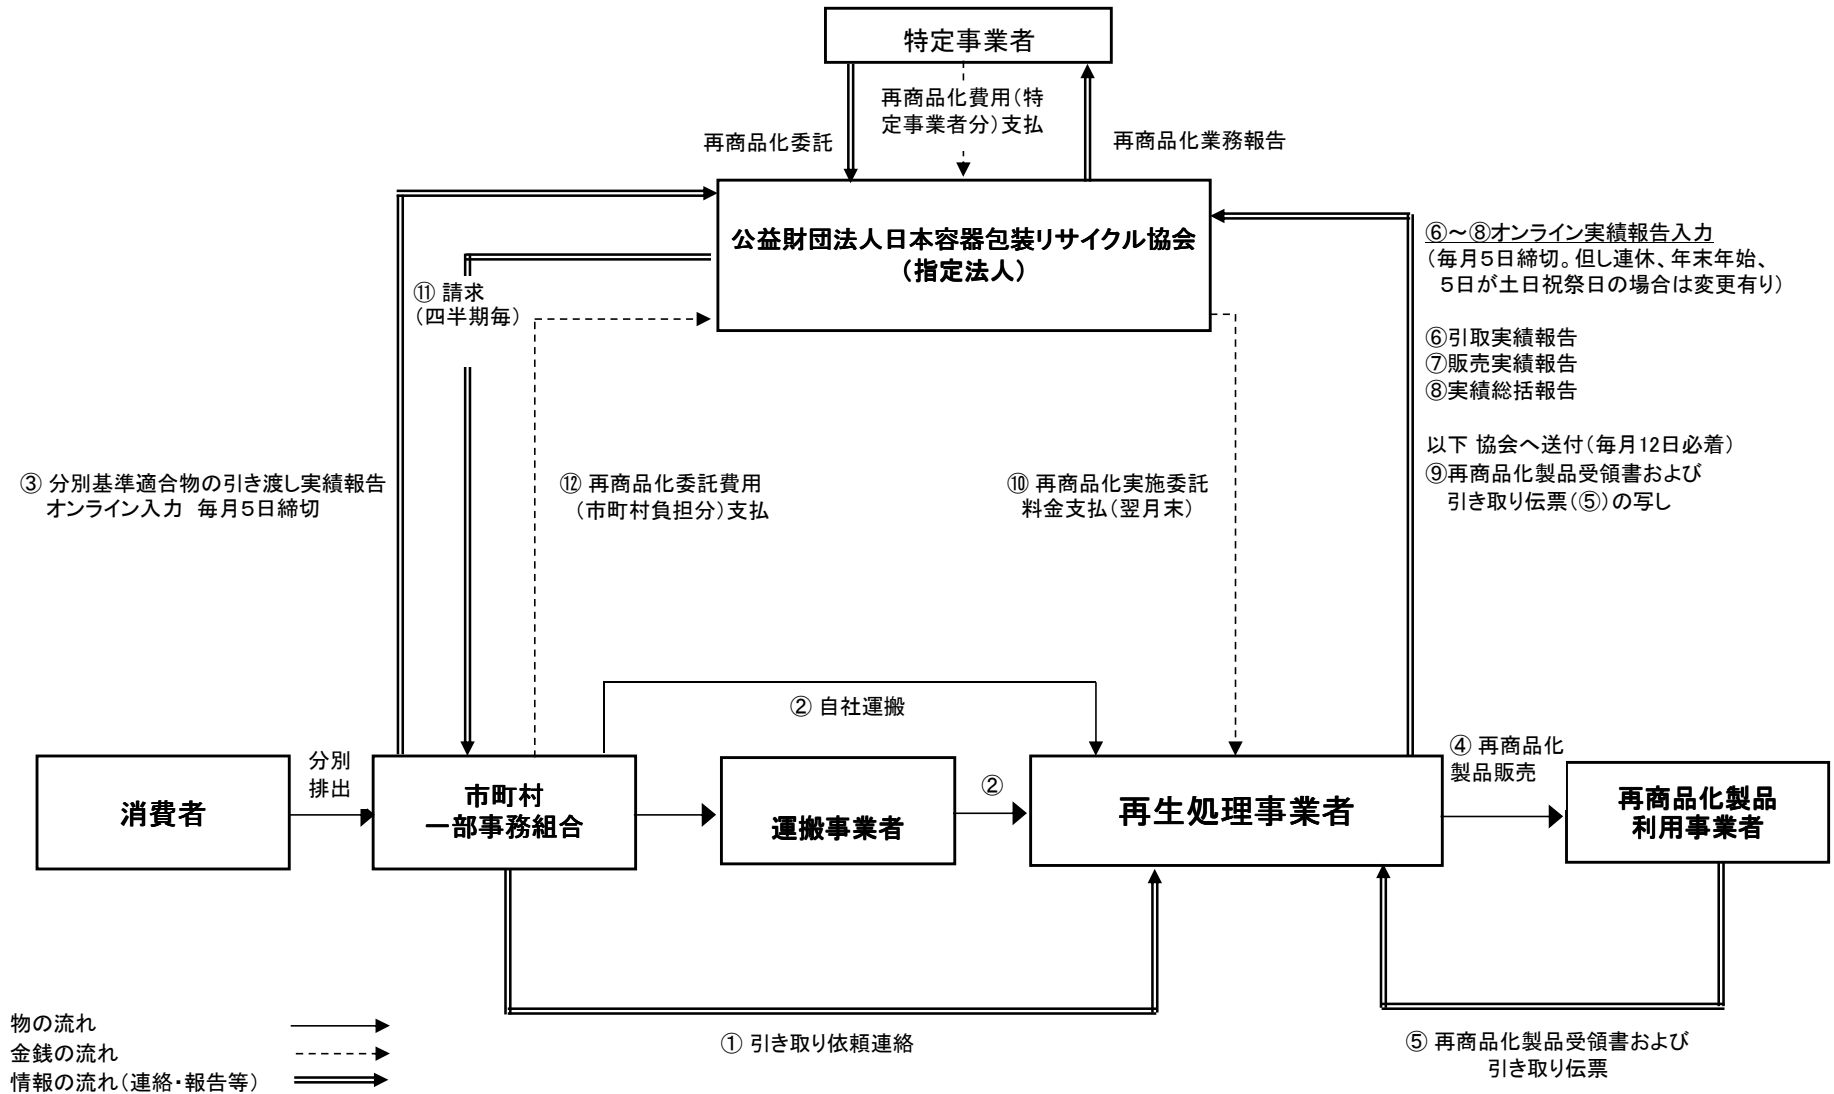 特定事業者
再商品化費用(特
定事業者分)支払
再商品化委託
再商品化業務報告
公益財団法人日本容器包装リサイクル協会
(指定法人)
⑪ 請求
(四半期毎)
⑥～⑧オンライン実績報告入力
(毎月5日締切。但し連休、年末年始、
5日が土日祝祭日の場合は変更有り)
⑥引取実績報告
⑦販売実績報告
⑧実績総括報告
以下 協会へ送付(毎月12日必着)
⑨再商品化製品受領書および
引き取り伝票(⑤)の写し
③ 分別基準適合物の引き渡し実績報告
オンライン入力 毎月5日締切
⑫ 再商品化委託費用
(市町村負担分)支払
⑩ 再商品化実施委託
料金支払(翌月末)
② 自社運搬
消費者
分別
排出
市町村
一部事務組合
運搬事業者
②
再生処理事業者
④ 再商品化
製品販売
再商品化製品
利用事業者
① 引き取り依頼連絡
⑤ 再商品化製品受領書および
引き取り伝票
物の流れ
金銭の流れ
情報の流れ(連絡・報告等)